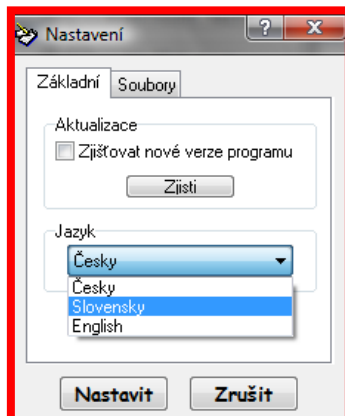 Nastavení
Základní Soubory
Aktualizace
Zjišťovat nové verze programu
Zjisti
Jazyk
Česky
Česky
Slovensky
English
Nastavit Zrušit